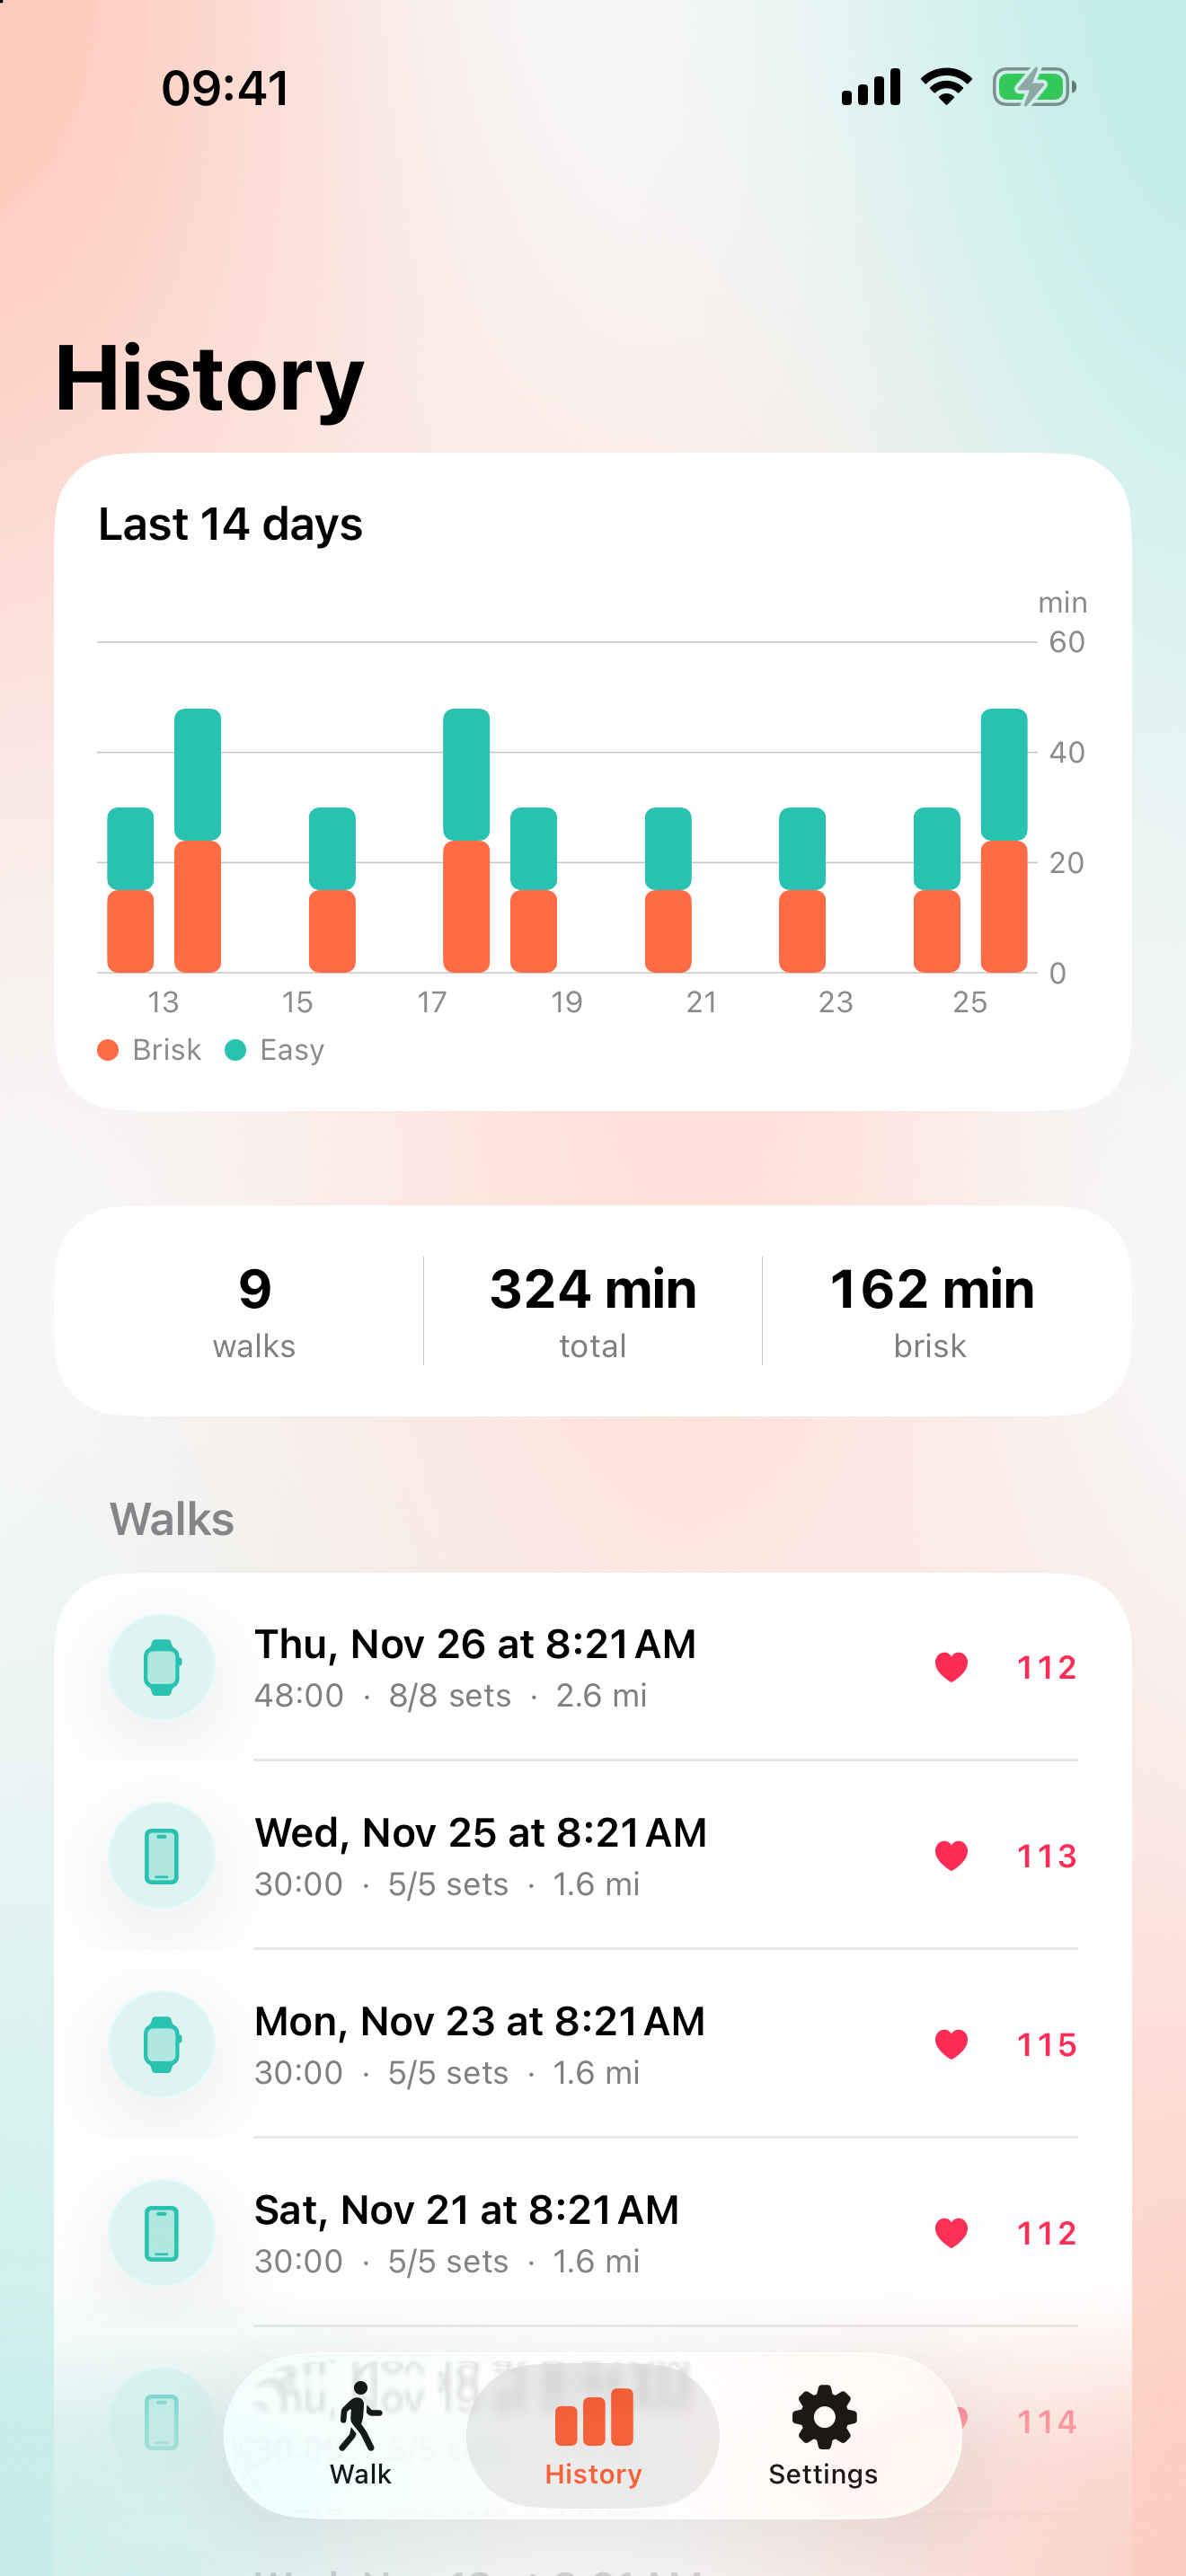 09:41
History
Last 14 days
min
60
40
20
0
13 15 17 19 21 23 25
Brisk Easy
9 324 min 162 min
walks total brisk
Walks
Thu, Nov 26 at 8:21 AM
48:00 · 8/8 sets · 2.6 mi
112
Wed, Nov 25 at 8:21 AM
30:00 · 5/5 sets · 1.6 mi
113
Mon, Nov 23 at 8:21 AM
30:00 · 5/5 sets · 1.6 mi
115
Sat, Nov 21 at 8:21 AM
30:00 · 5/5 sets · 1.6 mi
112
114
Walk History Settings